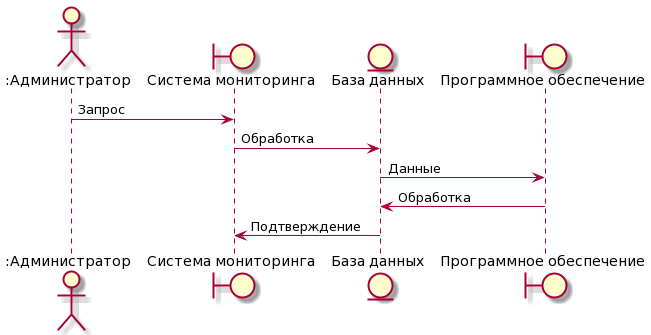 :Администратор Система мониторинга База данных Программное обеспечение
Запрос
Обработка
Данные
Обработка
Подтверждение
:Администратор Система мониторинга База данных Программное обеспечение